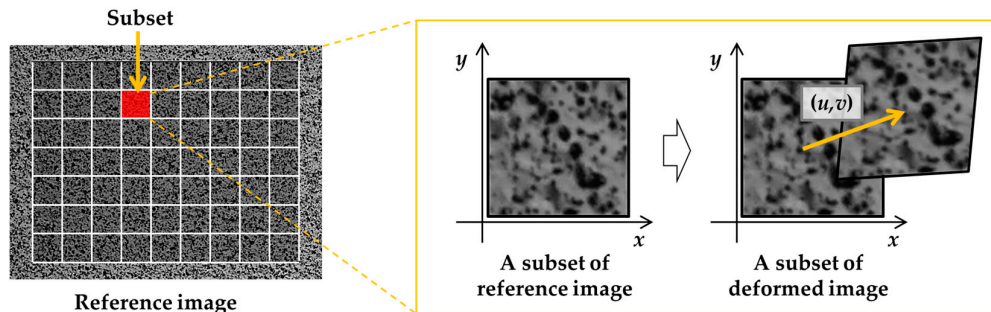 Subset
Reference image
y
x
A subset of
reference image
y
(u,v)
x
A subset of
deformed image